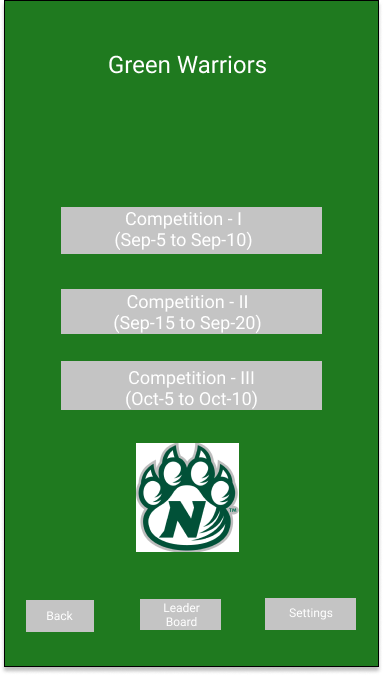 Green Warriors
Competition - I
(Sep-5 to Sep-10)
Competition - II
(Sep-15 to Sep-20)
Competition - III
(Oct-5 to Oct-10)
N
TM
Back
Leader
Board
Settings